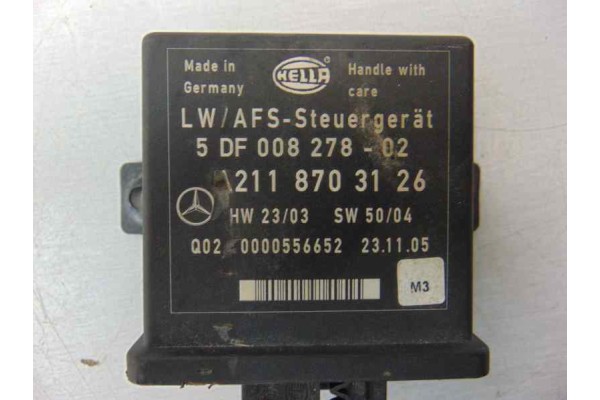 Made in
Germany
HELLA
®
Handle with
care
LW/AFS-Steuergerät
5 DF 008 278 - 02
A211 870 31 26
HW 23/03 SW 50/04
Q02 0000556652 23.11.05
M3